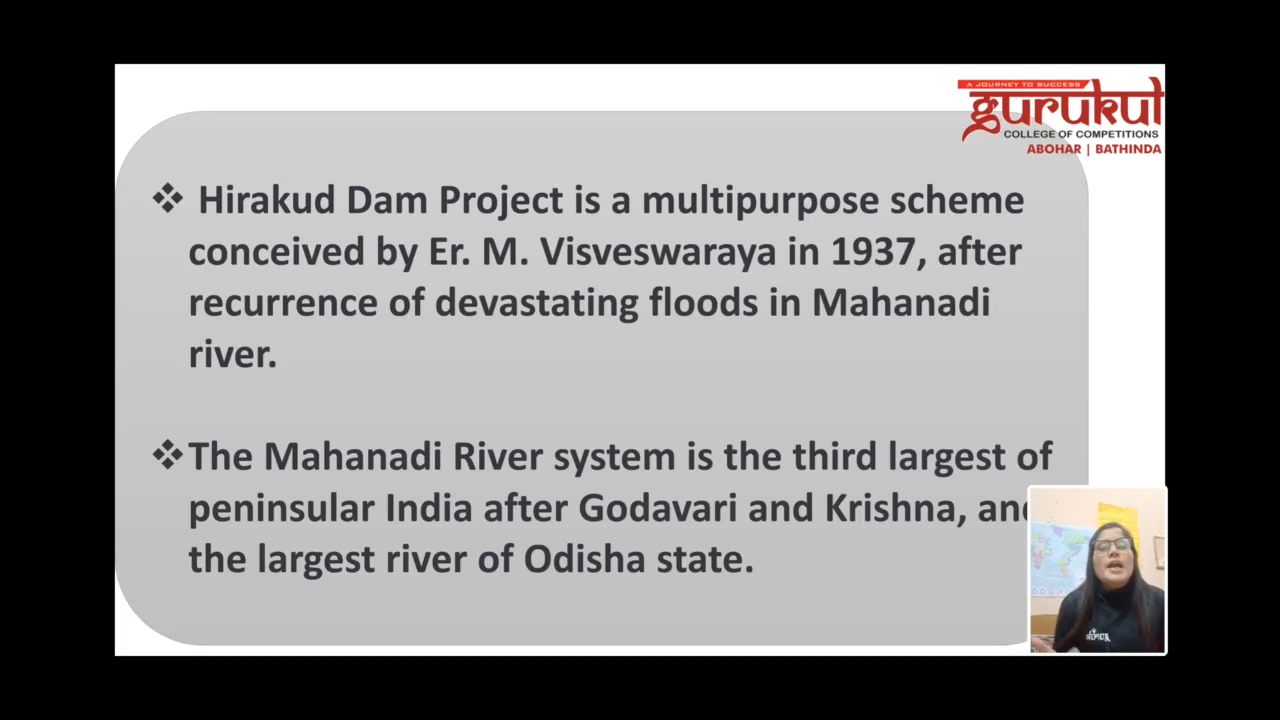 A JOURNEY TO SUCCESS
gurukul
COLLEGE OF COMPETITIONS
ABOHAR | BATHINDA
❖ Hirakud Dam Project is a multipurpose scheme
conceived by Er. M. Visveswaraya in 1937, after
recurrence of devastating floods in Mahanadi
river.
❖The Mahanadi River system is the third largest of
peninsular India after Godavari and Krishna, and
the largest river of Odisha state.